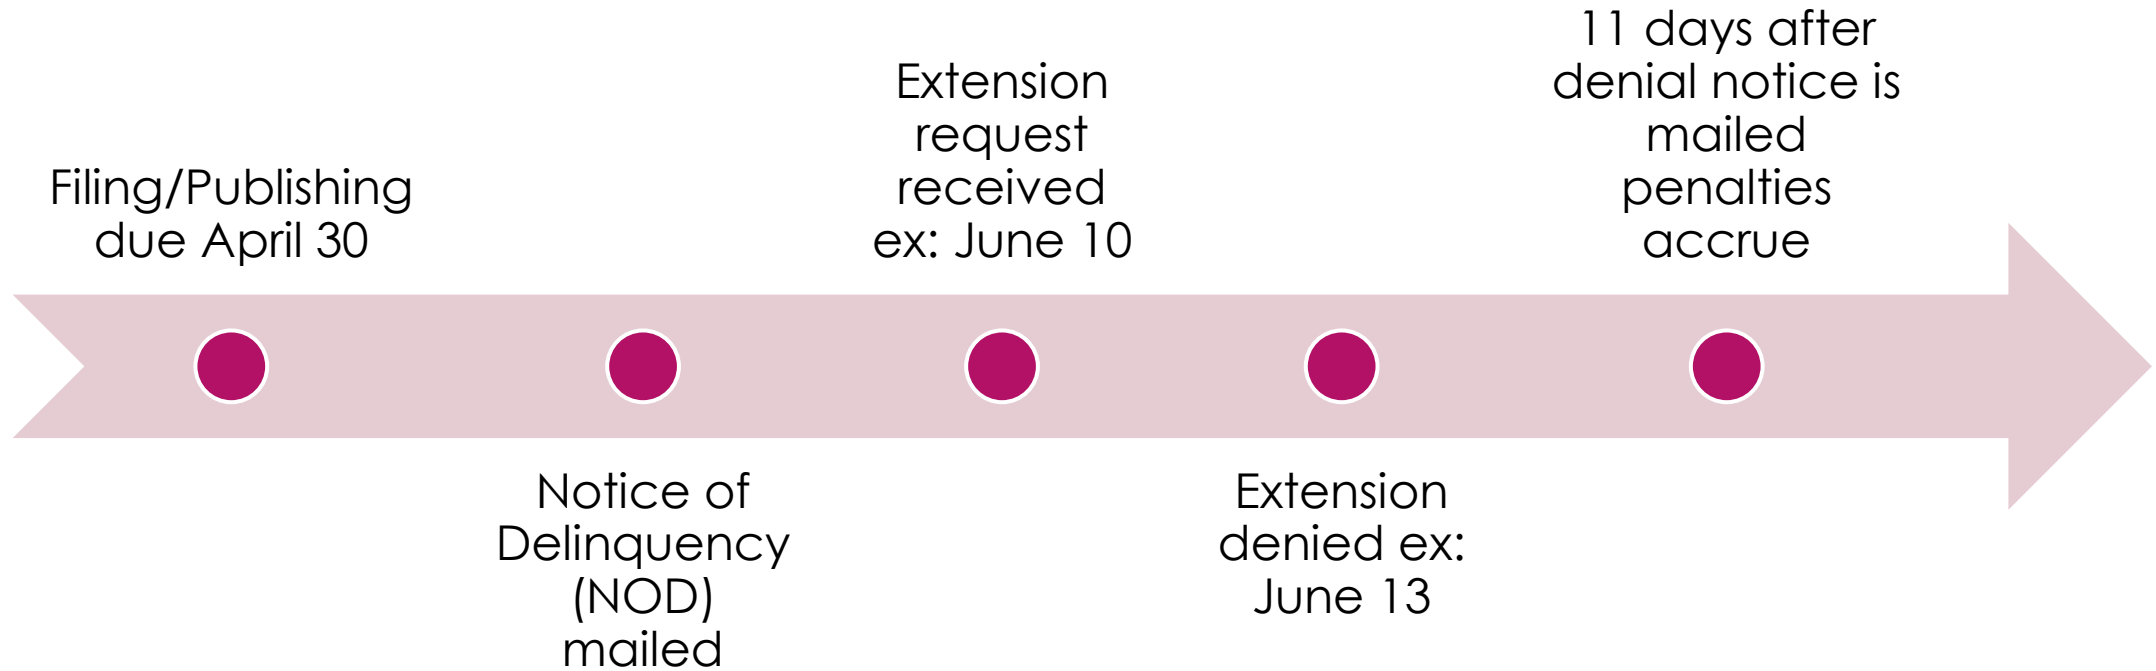 Filing/Publishing
due April 30
Notice of
Delinquency
(NOD)
mailed
Extension
request
received
ex: June 10
Extension
denied ex:
June 13
11 days after
denial notice is
mailed
penalties
accrue